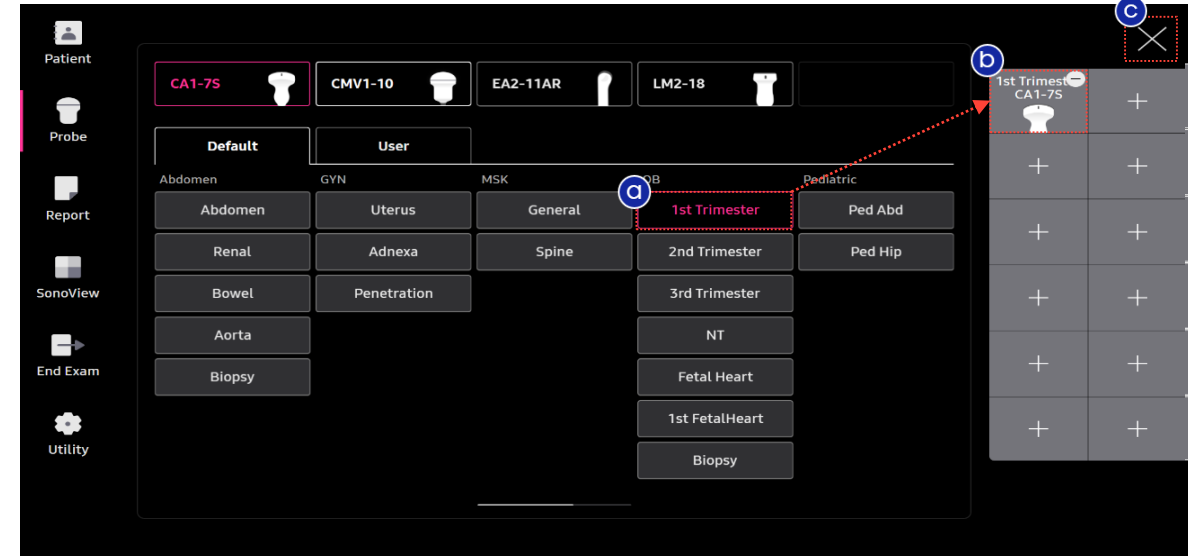 c
Patient
b
CA1-7S
CMV1-10
EA2-11AR
LM2-18
1st Trimest
CA1-7S
Probe
Default
User
Abdomen
GYN
MSK
OB
Pediatric
a
Report
Abdomen
Uterus
General
1st Trimester
Ped Abd
Renal
Adnexa
Spine
2nd Trimester
Ped Hip
SonoView
Bowel
Penetration
3rd Trimester
Aorta
NT
End Exam
Biopsy
Fetal Heart
1st FetalHeart
Utility
Biopsy